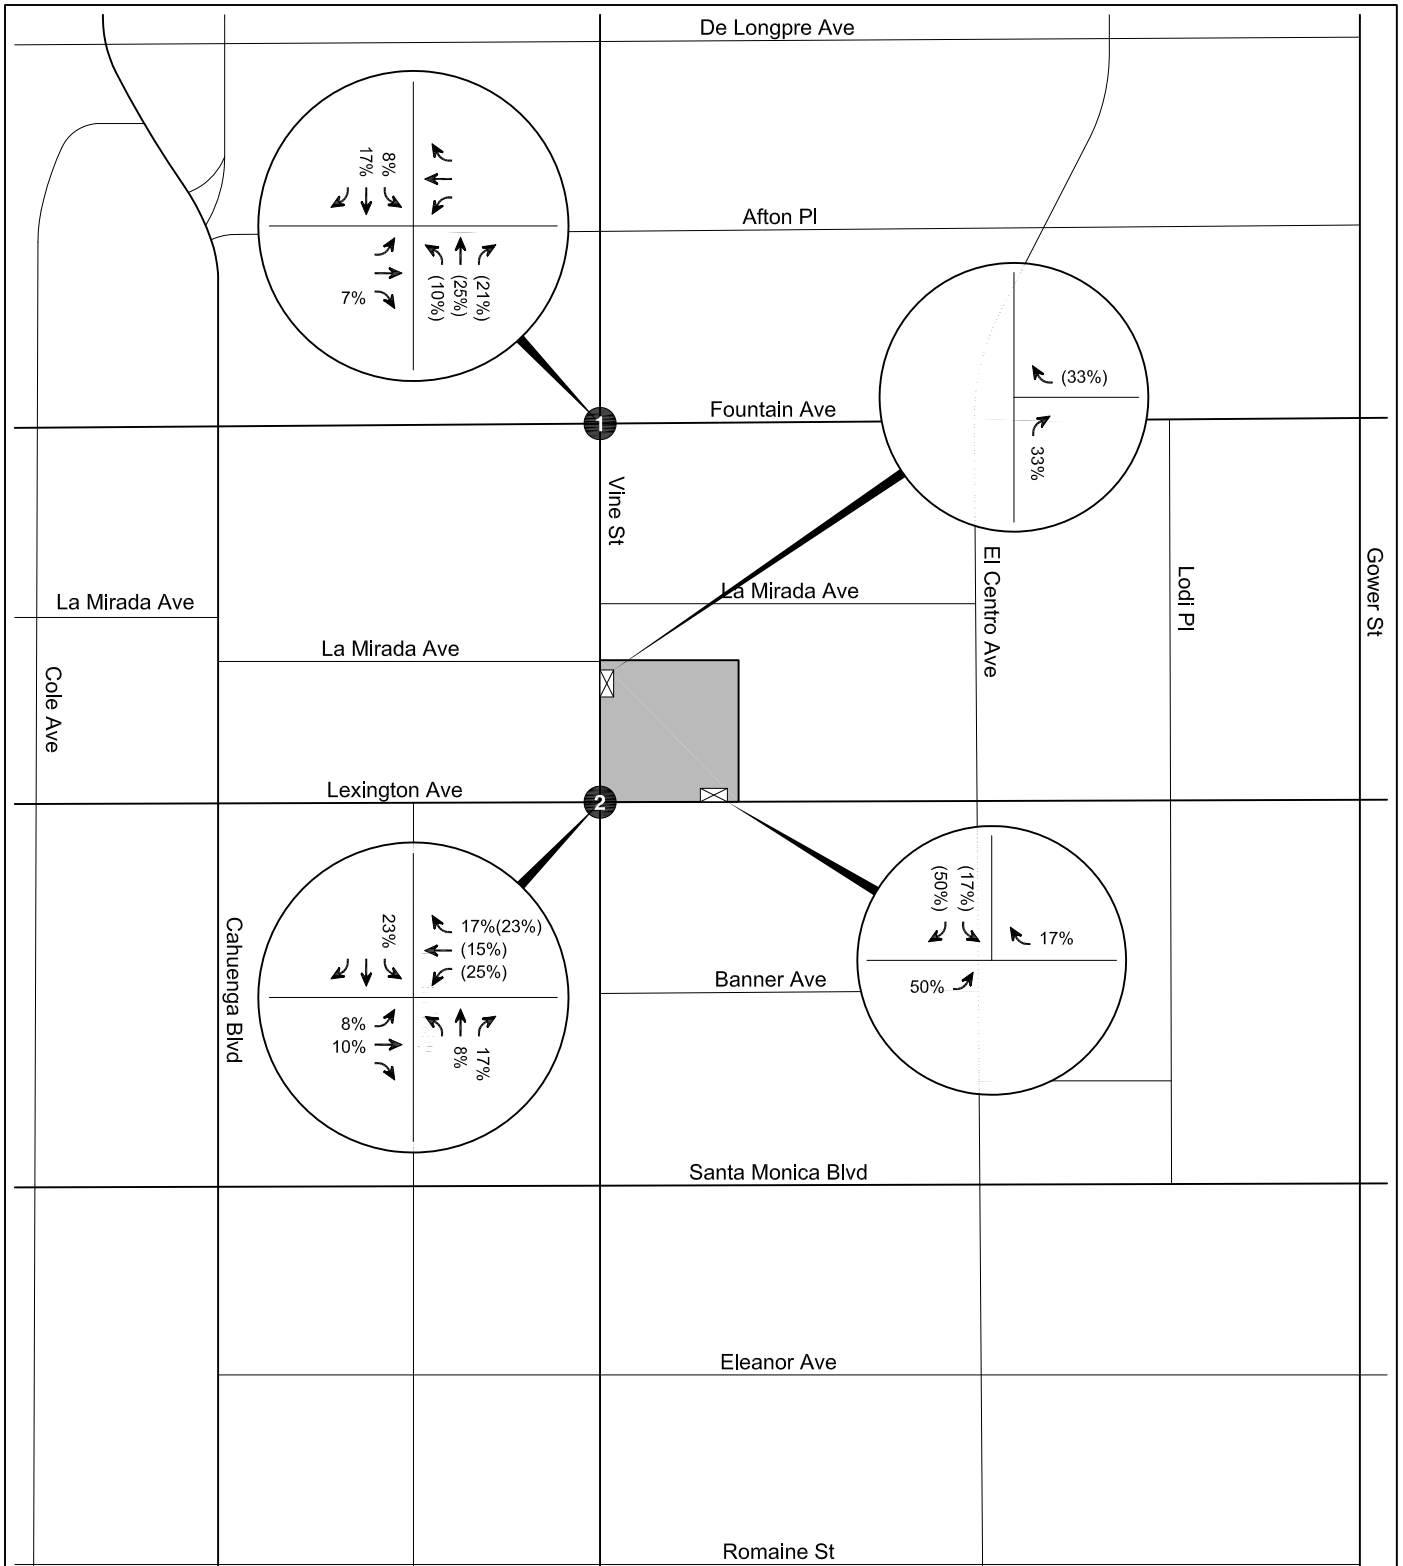 De Longpre Ave
8%
17%
7%
(10%)
(25%)
(21%)
Afton Pl
(33%)
33%
Fountain Ave
1
Vine St
La Mirada Ave
La Mirada Ave
La Mirada Ave
El Centro Ave
Lodi Pl
Gower St
Cole Ave
Lexington Ave
2
Cahuenga Blvd
23%
17%(23%)
(15%)
(25%)
8%
10%
8%
17%
(50%)
(17%)
17%
50%
Banner Ave
Santa Monica Blvd
Eleanor Ave
Romaine St